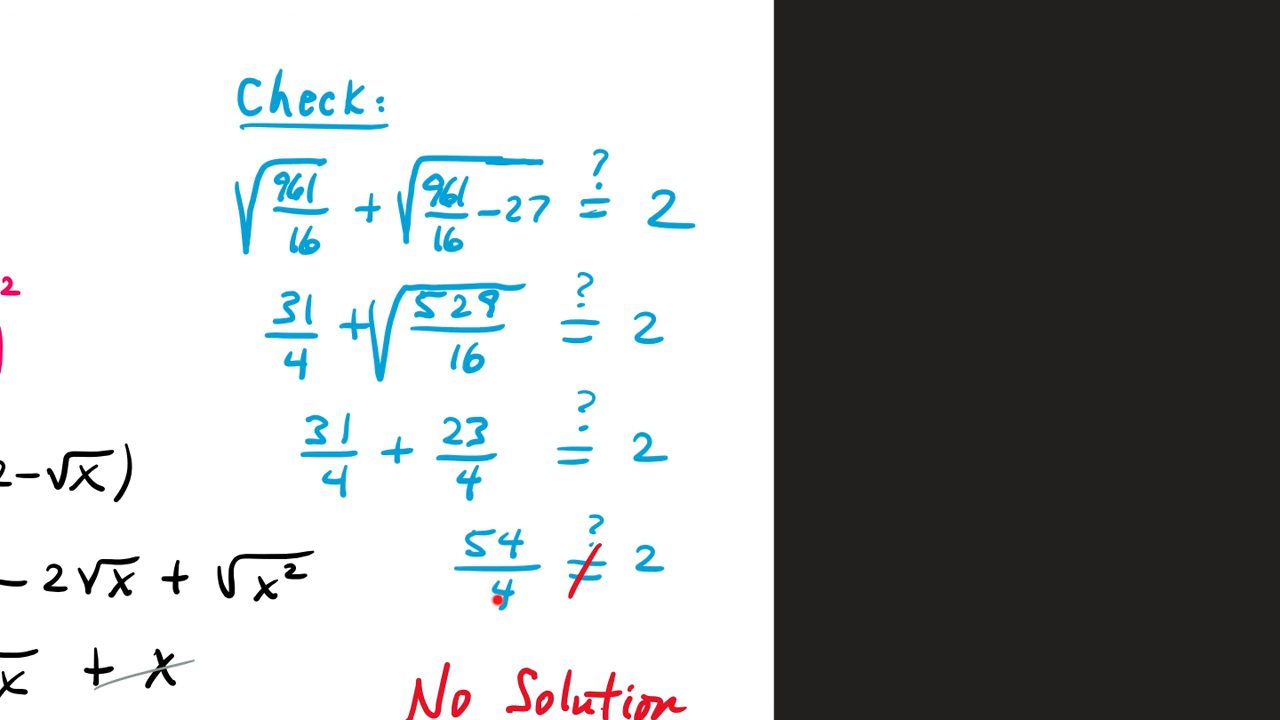 Check:
√(961/16) + √(961/16 − 27) ≟ 2
2
)
31/4 + √(529/16) ≟ 2
31/4 + 23/4 ≟ 2
2 − √x)
− 2√x + √x²
54/4 ≠? 2
x + x
No Solution